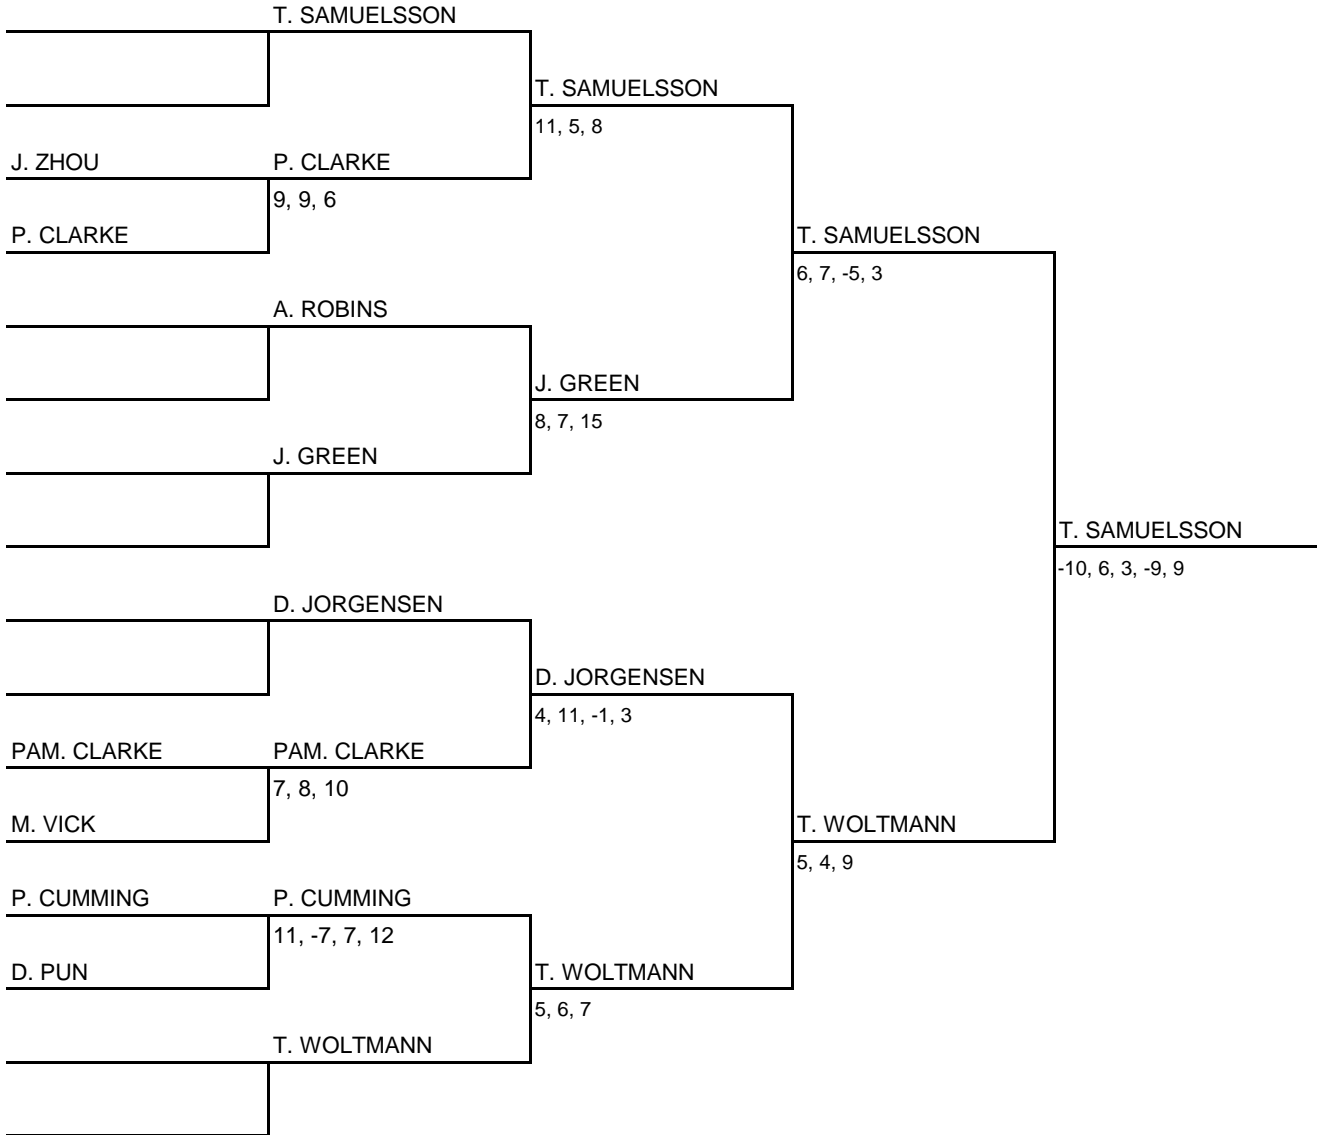 T. SAMUELSSON
T. SAMUELSSON
11, 5, 8
J. ZHOU
P. CLARKE
9, 9, 6
P. CLARKE
T. SAMUELSSON
6, 7, -5, 3
A. ROBINS
J. GREEN
8, 7, 15
J. GREEN
T. SAMUELSSON
-10, 6, 3, -9, 9
D. JORGENSEN
D. JORGENSEN
4, 11, -1, 3
PAM. CLARKE
PAM. CLARKE
7, 8, 10
M. VICK
T. WOLTMANN
5, 4, 9
P. CUMMING
P. CUMMING
11, -7, 7, 12
D. PUN
T. WOLTMANN
5, 6, 7
T. WOLTMANN